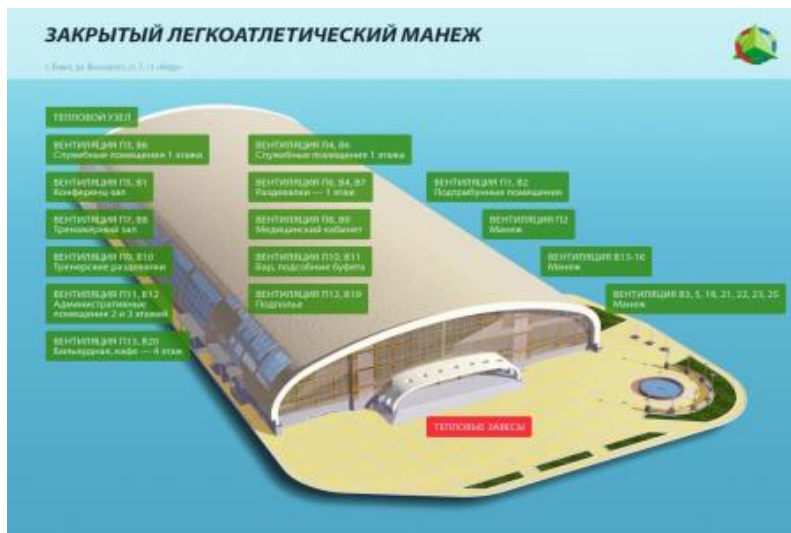 ЗАКРЫТЫЙ ЛЕГКОАТЛЕТИЧЕСКИЙ МАНЕЖ
ТЕПЛОВОЙ УЗЕЛ
ВЕНТИЛЯЦИЯ П3, В6
Служебные помещения 1 этажа
ВЕНТИЛЯЦИЯ П4, В6
Служебные помещения 1 этажа
ВЕНТИЛЯЦИЯ П5, В1
Конференц-зал
ВЕНТИЛЯЦИЯ П6, В4, В7
Раздевалки — 1 этаж
ВЕНТИЛЯЦИЯ П1, В2
Подтрибунные помещения
ВЕНТИЛЯЦИЯ П7, В8
Тренажёрный зал
ВЕНТИЛЯЦИЯ П8, В9
Медицинский кабинет
ВЕНТИЛЯЦИЯ П2
Манеж
ВЕНТИЛЯЦИЯ П9, В10
Тренерские раздевалки
ВЕНТИЛЯЦИЯ П10, В11
Бар, подсобные буфета
ВЕНТИЛЯЦИЯ В13-16
Манеж
ВЕНТИЛЯЦИЯ П11, В12
Административные
помещения 2 и 3 этажей
ВЕНТИЛЯЦИЯ П12, В19
Подполье
ВЕНТИЛЯЦИЯ В3, 5, 18, 21, 22, 23, 25
Манеж
ВЕНТИЛЯЦИЯ П13, В20
Бильярдная, кафе — 4 этаж
ТЕПЛОВЫЕ ЗАВЕСЫ